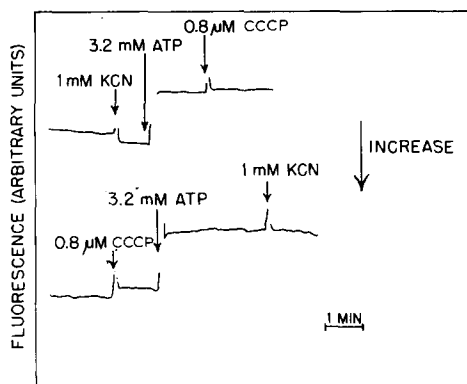 0.8 µM CCCP
3.2 mM ATP
1 mM KCN
INCREASE
1 mM KCN
3.2 mM ATP
0.8 µM CCCP
1 MIN
FLUORESCENCE (ARBITRARY UNITS)